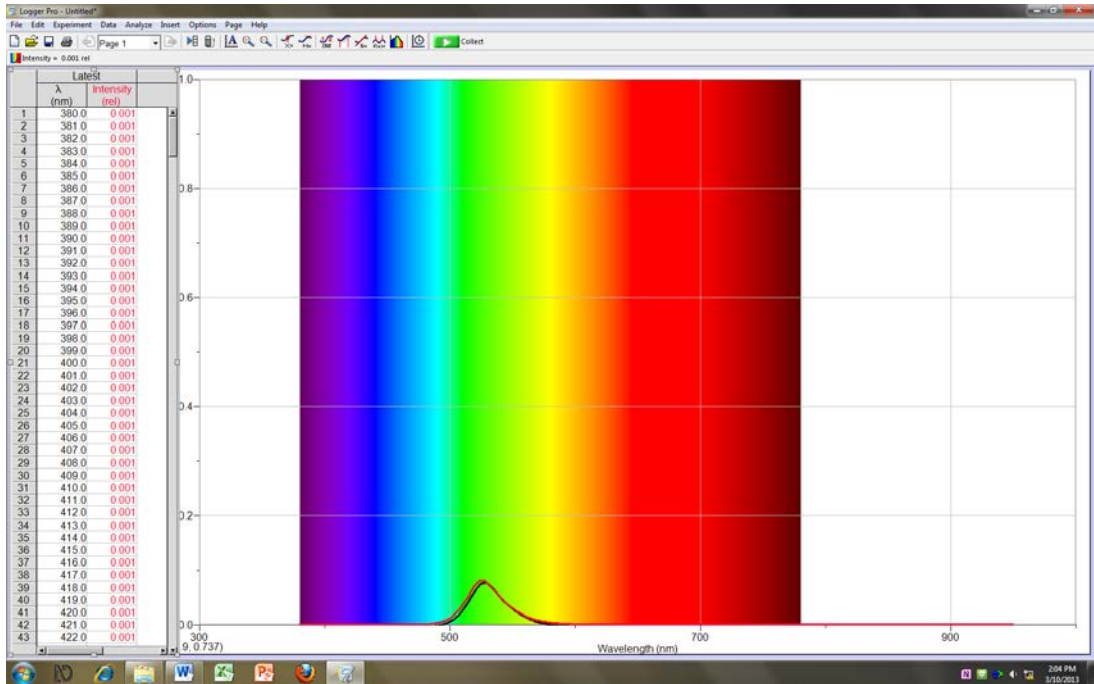 Logger Pro - Untitled*
File Edit Experiment Data Analyze Insert Options Page Help
Page 1
Collect
Intensity = 0.001 rel
Latest
λ Intensity
(nm) (rel)
1 380.0 0.001
2 381.0 0.001
3 382.0 0.001
4 383.0 0.001
5 384.0 0.001
6 385.0 0.001
7 386.0 0.001
8 387.0 0.001
9 388.0 0.001
10 389.0 0.001
11 390.0 0.001
12 391.0 0.001
13 392.0 0.001
14 393.0 0.001
15 394.0 0.001
16 395.0 0.001
17 396.0 0.001
18 397.0 0.001
19 398.0 0.001
20 399.0 0.001
21 400.0 0.001
22 401.0 0.001
23 402.0 0.001
24 403.0 0.001
25 404.0 0.001
26 405.0 0.001
27 406.0 0.001
28 407.0 0.001
29 408.0 0.001
30 409.0 0.001
31 410.0 0.001
32 411.0 0.001
33 412.0 0.001
34 413.0 0.001
35 414.0 0.001
36 415.0 0.001
37 416.0 0.001
38 417.0 0.001
39 418.0 0.001
40 419.0 0.001
41 420.0 0.001
42 421.0 0.001
43 422.0 0.001
1.0
0.8
0.6
0.4
0.2
0.0
300 500 700 900
9, 0.737)
Wavelength (nm)
2:04 PM
3/10/2013